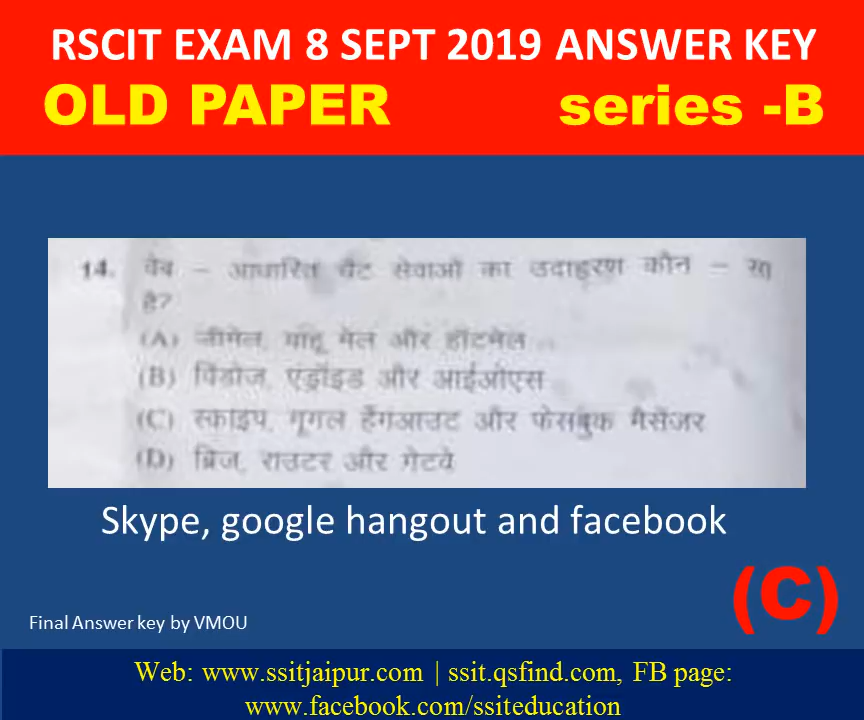 RSCIT EXAM 8 SEPT 2019 ANSWER KEY
OLD PAPER series -B
14. वेब - आधारित चैट सेवाओं का उदाहरण कौन - सा
है?
(A) जीमेल, याहू मेल और हॉटमेल
(B) विंडोज, एंड्रॉइड और आईओएस
(C) स्काइप, गूगल हैंगआउट और फेसबुक मैसेंजर
(D) ब्रिज, राउटर और गेटवे
Skype, google hangout and facebook
(C)
Final Answer key by VMOU
Web: www.ssitjaipur.com | ssit.qsfind.com, FB page:
www.facebook.com/ssiteducation